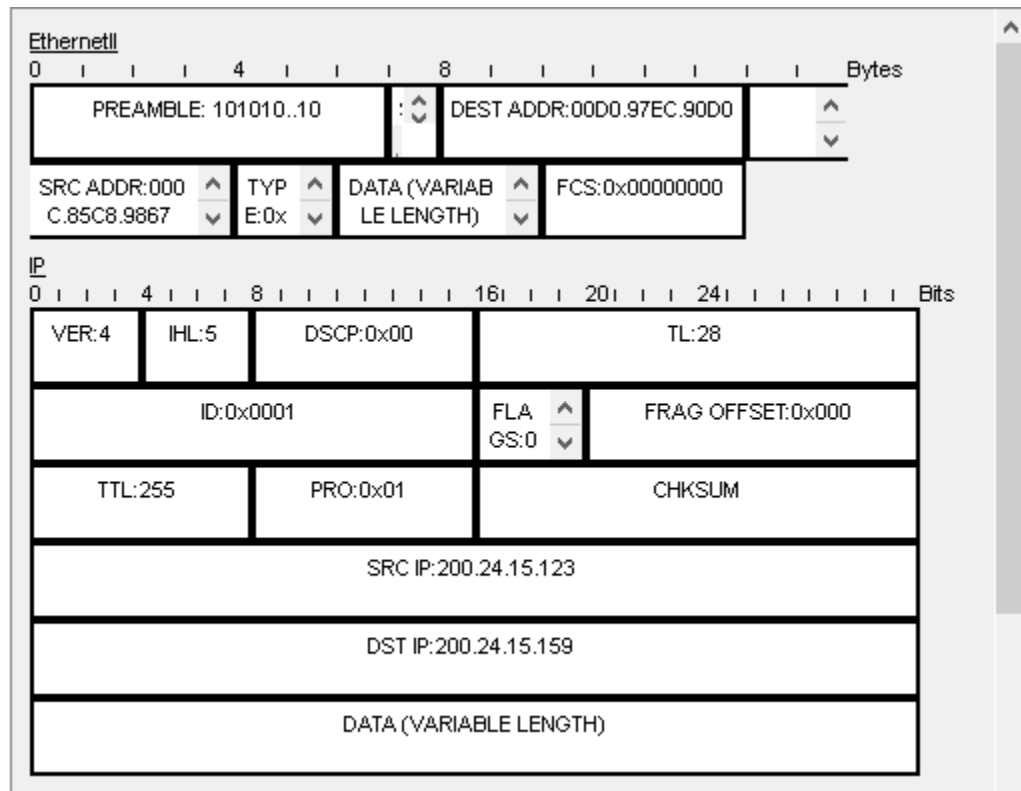 EthernetII
0 4 8 Bytes
PREAMBLE: 101010..10
DEST ADDR:00D0.97EC.90D0
SRC ADDR:000
C.85C8.9867
TYP
E:0x
DATA (VARIAB
LE LENGTH)
FCS:0x00000000
IP
0 4 8 16 20 24 Bits
VER:4 IHL:5 DSCP:0x00 TL:28
ID:0x0001
FLA
GS:0
FRAG OFFSET:0x000
TTL:255 PRO:0x01 CHKSUM
SRC IP:200.24.15.123
DST IP:200.24.15.159
DATA (VARIABLE LENGTH)